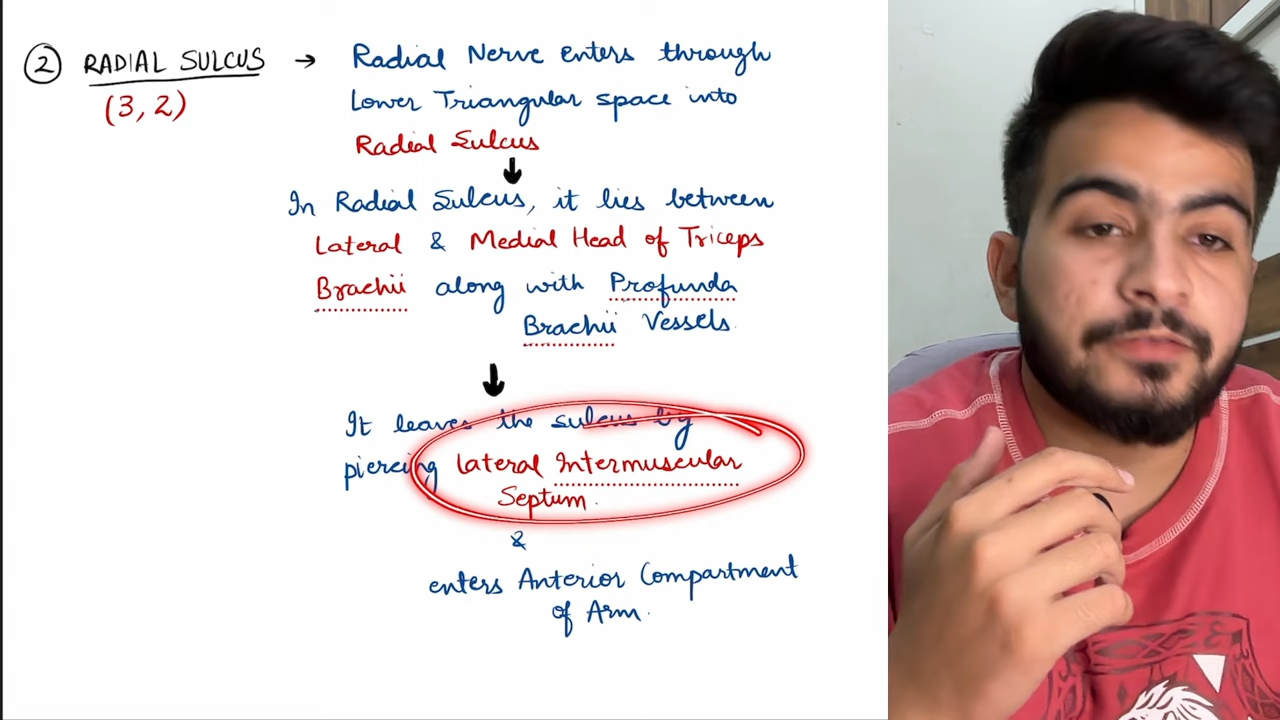 ② RADIAL SULCUS → Radial Nerve enters through
(3, 2) Lower Triangular space into
Radial Sulcus
In Radial Sulcus, it lies between
Lateral & Medial Head of Triceps
Brachii along with Profunda
Brachii Vessels.
It leaves the sulcus by
piercing Lateral Intermuscular
Septum.
&
enters Anterior Compartment
of Arm.